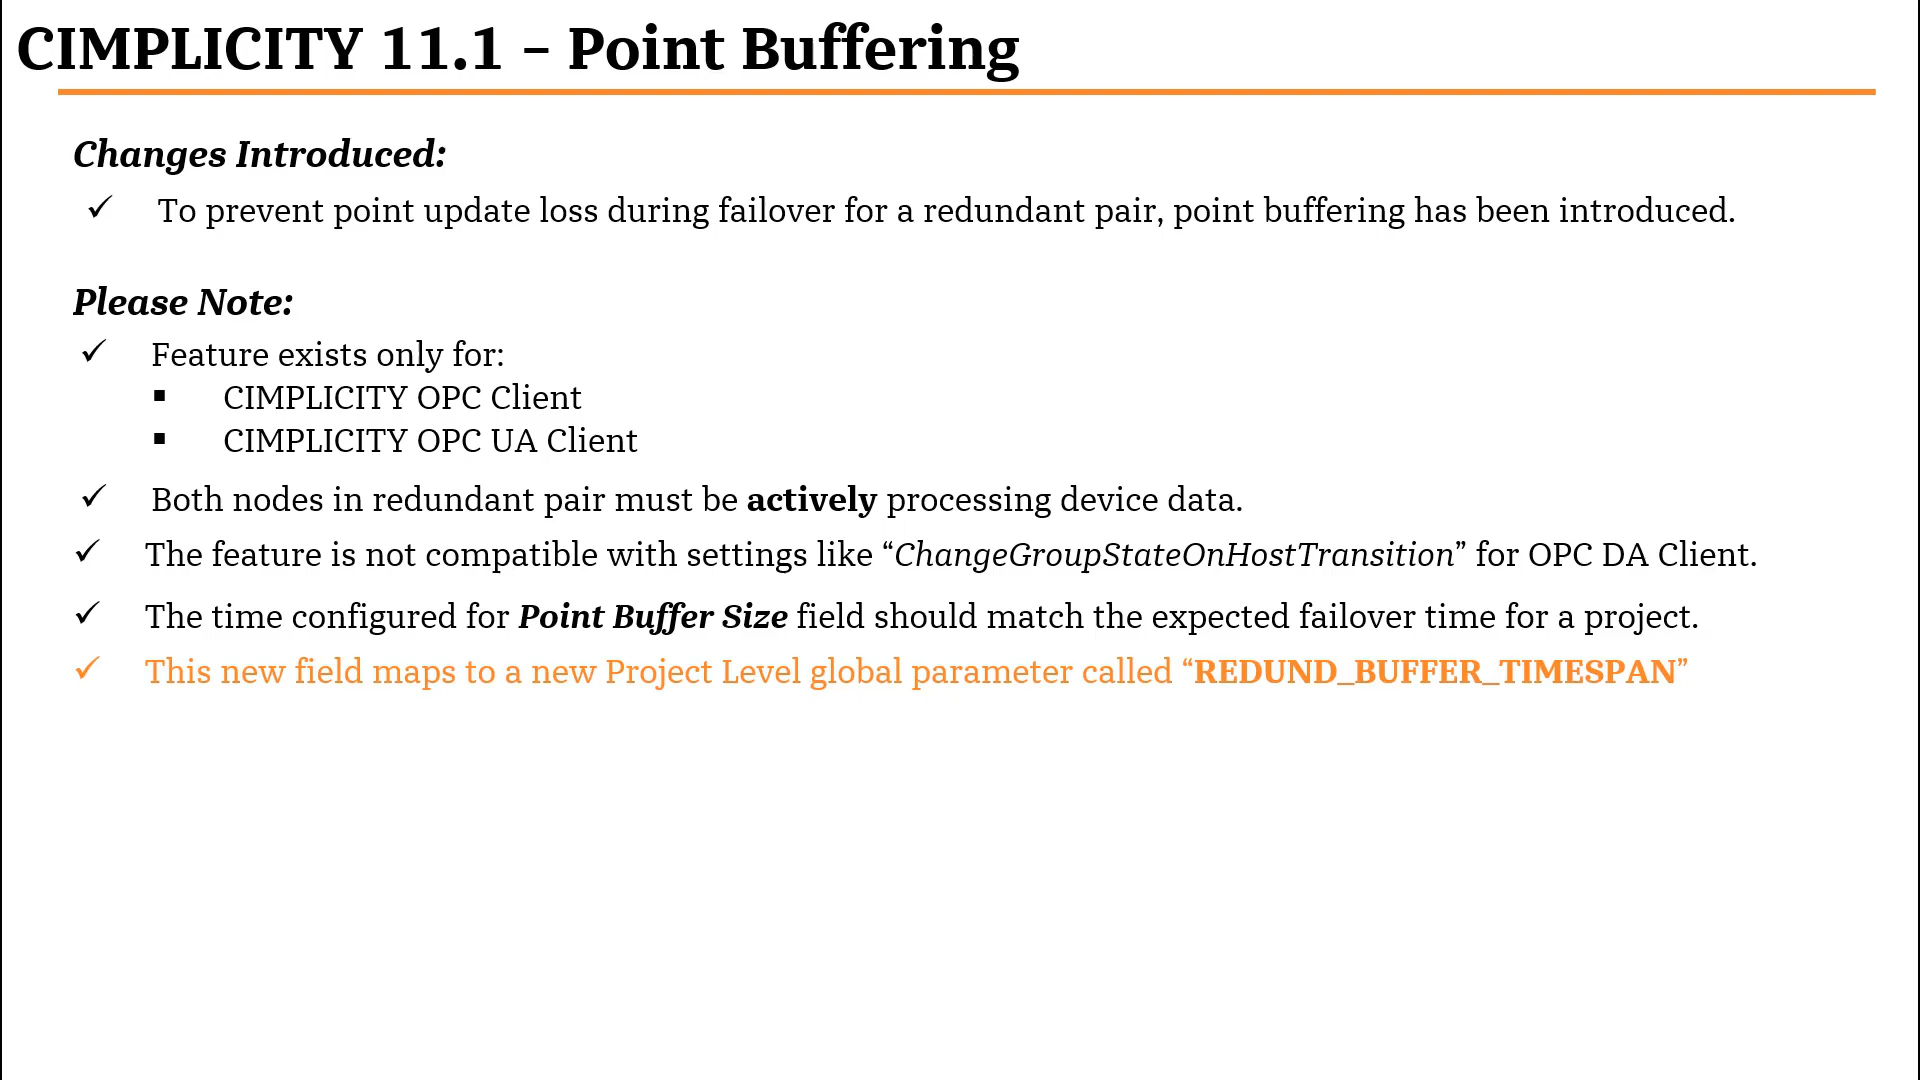 CIMPLICITY 11.1 – Point Buffering
Changes Introduced:
✓ To prevent point update loss during failover for a redundant pair, point buffering has been introduced.
Please Note:
✓ Feature exists only for:
▪ CIMPLICITY OPC Client
▪ CIMPLICITY OPC UA Client
✓ Both nodes in redundant pair must be actively processing device data.
✓ The feature is not compatible with settings like “ChangeGroupStateOnHostTransition” for OPC DA Client.
✓ The time configured for Point Buffer Size field should match the expected failover time for a project.
✓ This new field maps to a new Project Level global parameter called “REDUND_BUFFER_TIMESPAN”